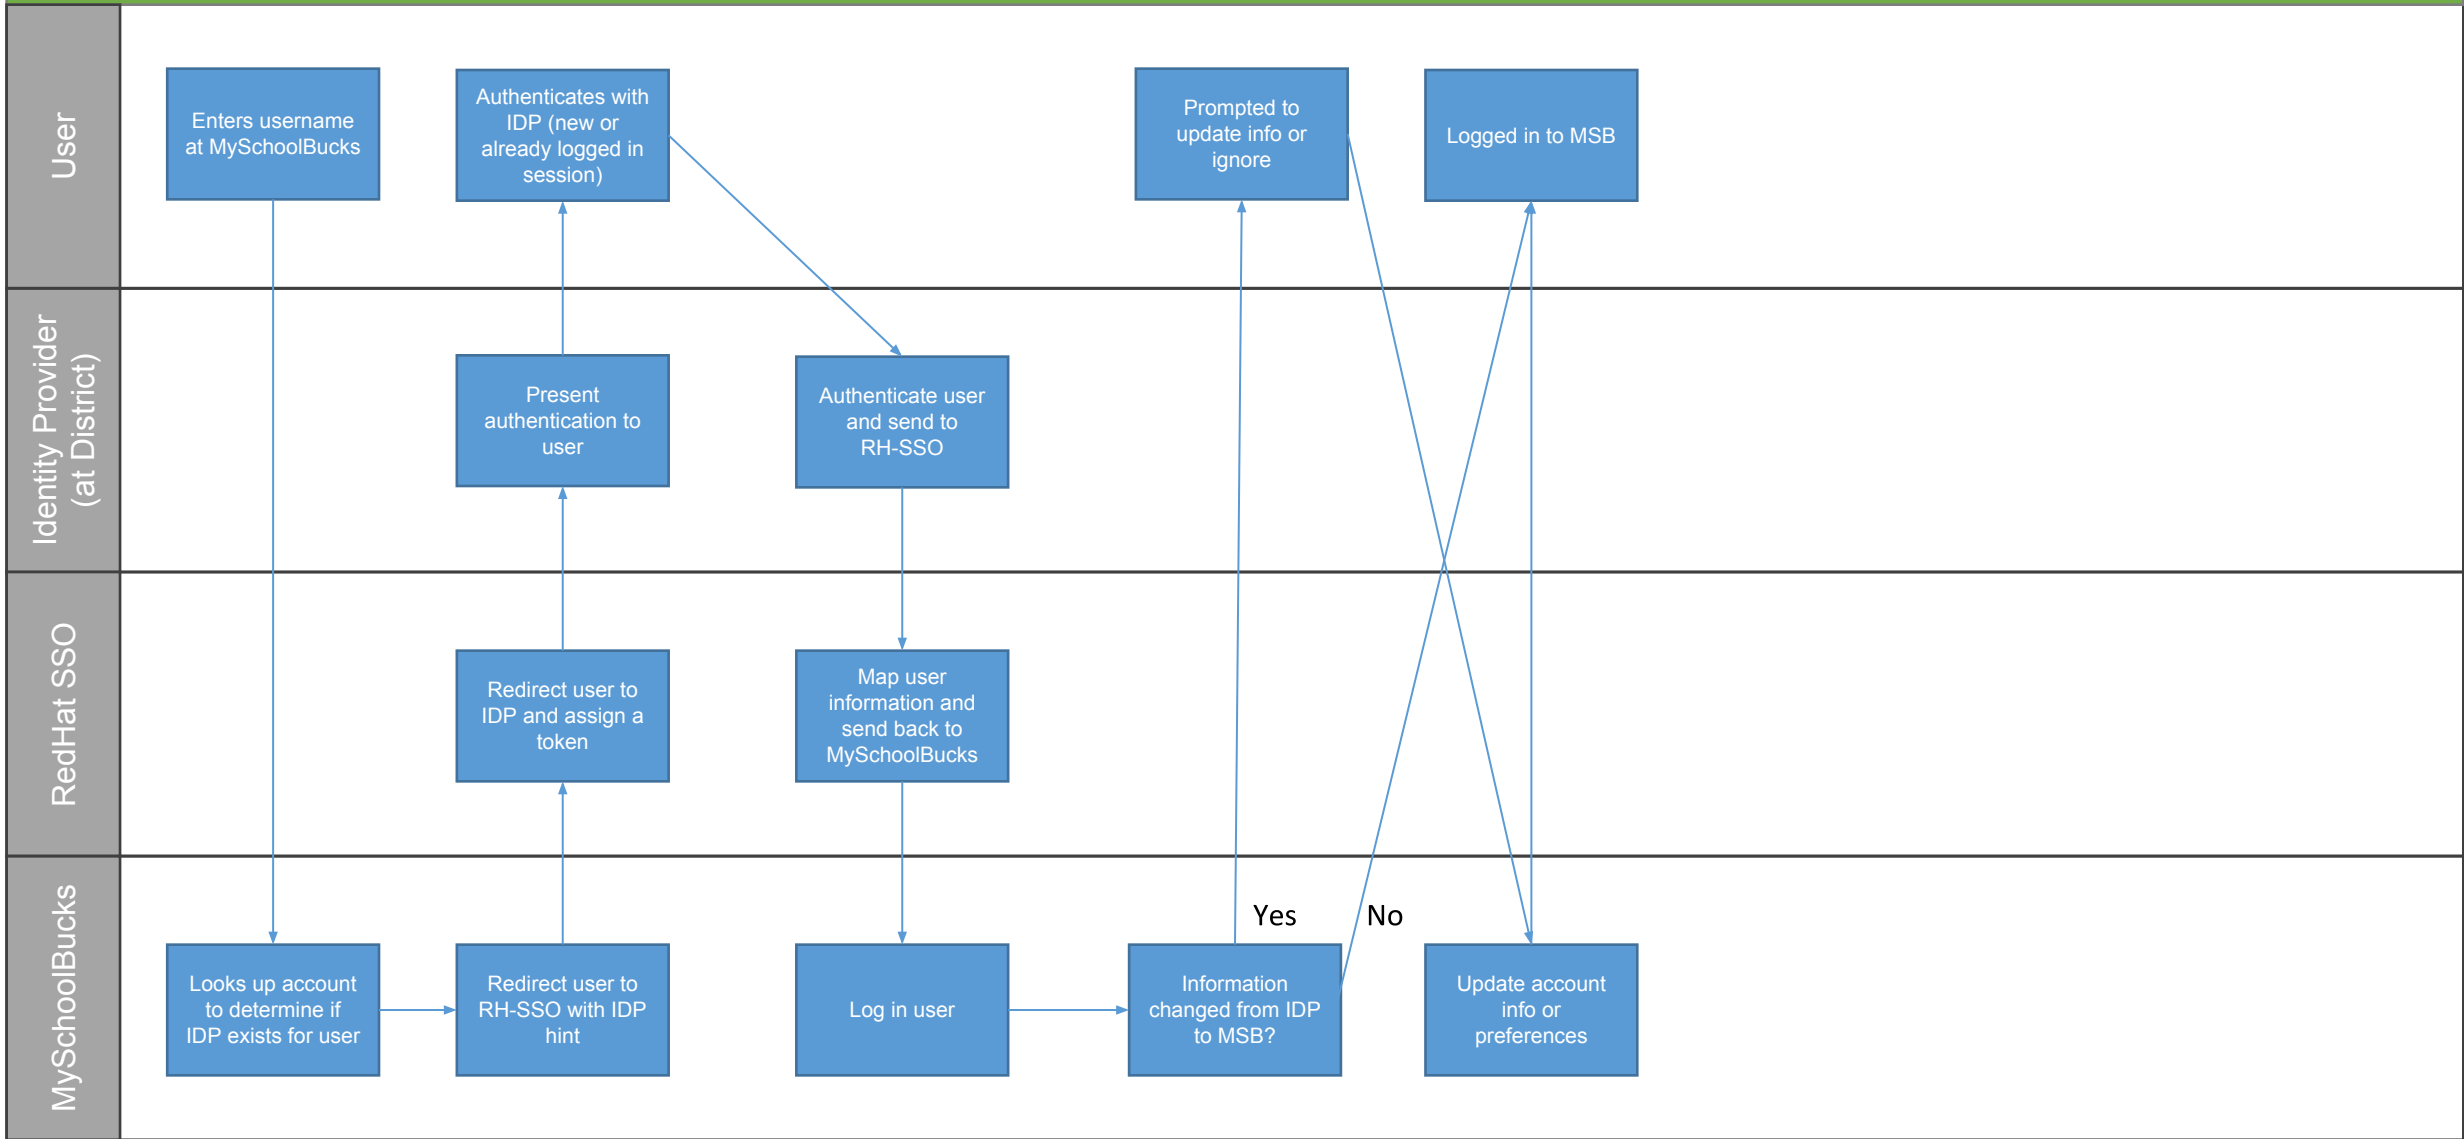 User
Enters username
at MySchoolBucks
Authenticates with
IDP (new or
already logged in
session)
Prompted to
update info or
ignore
Logged in to MSB
Identity Provider
(at District)
Present
authentication to
user
Authenticate user
and send to
RH-SSO
RedHat SSO
Redirect user to
IDP and assign a
token
Map user
information and
send back to
MySchoolBucks
MySchoolBucks
Looks up account
to determine if
IDP exists for user
Redirect user to
RH-SSO with IDP
hint
Log in user
Yes
No
Information
changed from IDP
to MSB?
Update account
info or
preferences